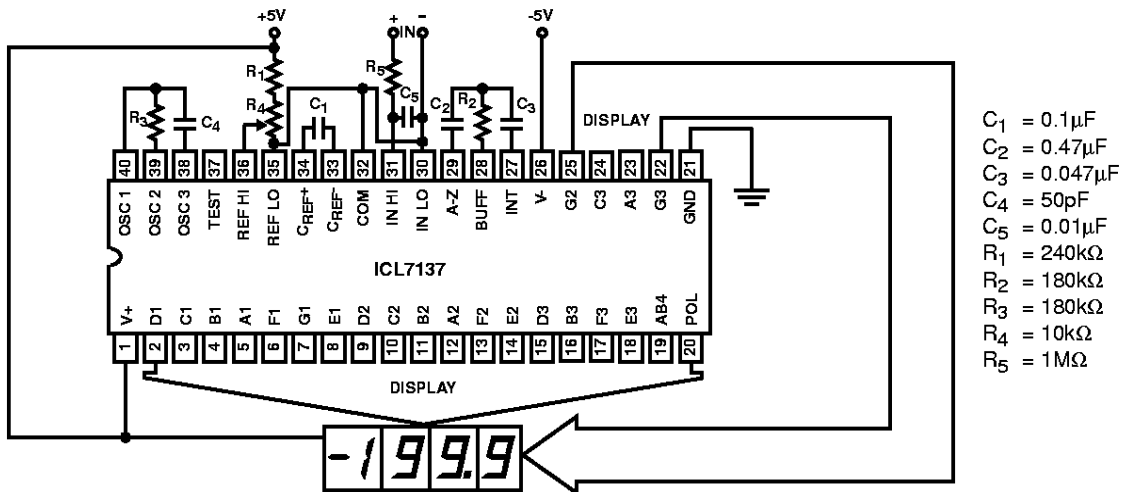 +5V
+ IN -
-5V
R1
R4
R3
C4
C1
R5
C5
C2
R2
C3
DISPLAY
40 39 38 37 36 35 34 33 32 31 30 29 28 27 26 25 24 23 22 21
OSC 1
OSC 2
OSC 3
TEST
REF HI
REF LO
CREF+
CREF-
COM
IN HI
IN LO
A-Z
BUFF
INT
V-
G2
C3
A3
G3
GND
ICL7137
V+
D1
C1
B1
A1
F1
G1
E1
D2
C2
B2
A2
F2
E2
D3
B3
F3
E3
AB4
POL
1 2 3 4 5 6 7 8 9 10 11 12 13 14 15 16 17 18 19 20
DISPLAY
-199.9
C1 = 0.1µF
C2 = 0.47µF
C3 = 0.047µF
C4 = 50pF
C5 = 0.01µF
R1 = 240kΩ
R2 = 180kΩ
R3 = 180kΩ
R4 = 10kΩ
R5 = 1MΩ